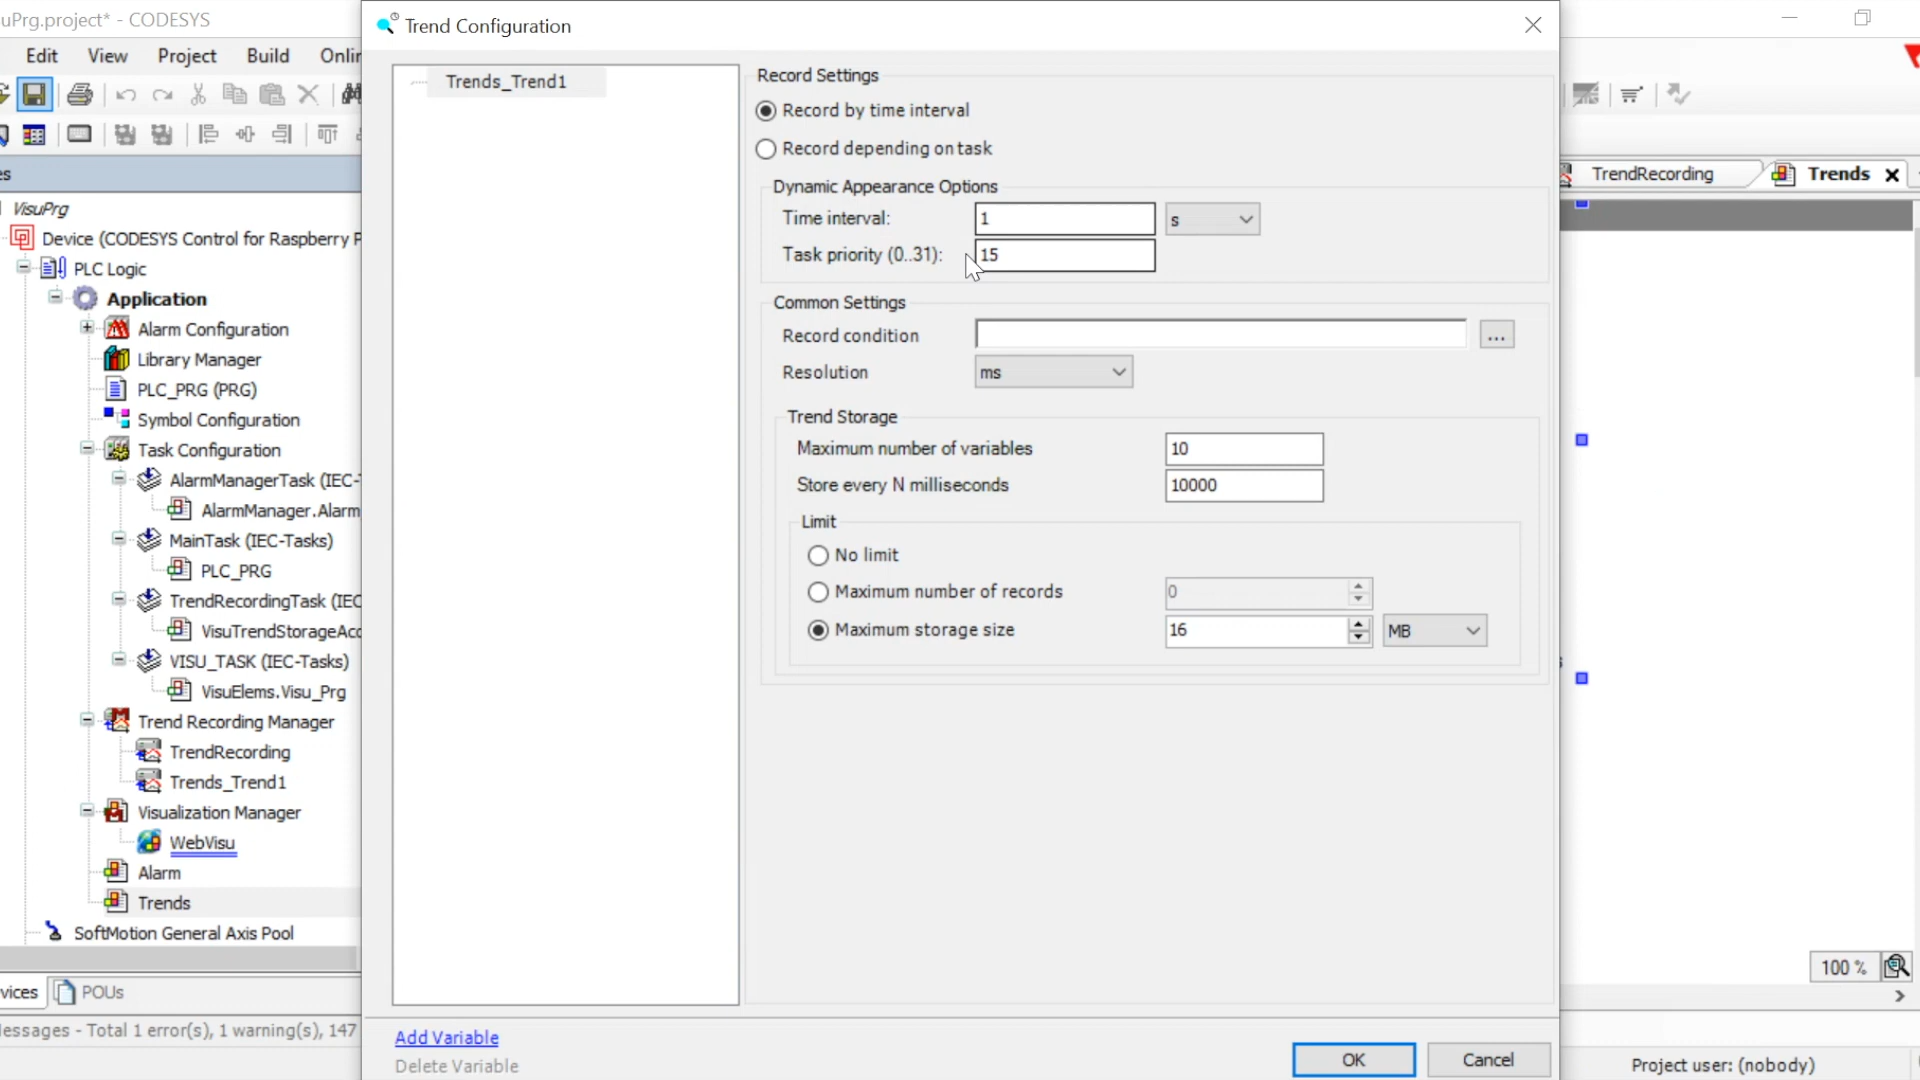 uPrg.project* - CODESYS
Edit View Project Build Onlin
es
VisuPrg
Device (CODESYS Control for Raspberry P
PLC Logic
Application
Alarm Configuration
Library Manager
PLC_PRG (PRG)
Symbol Configuration
Task Configuration
AlarmManagerTask (IEC-T
AlarmManager.Alarm
MainTask (IEC-Tasks)
PLC_PRG
TrendRecordingTask (IEC
VisuTrendStorageAcc
VISU_TASK (IEC-Tasks)
VisuElems.Visu_Prg
Trend Recording Manager
TrendRecording
Trends_Trend1
Visualization Manager
WebVisu
Alarm
Trends
SoftMotion General Axis Pool
vices POUs
essages - Total 1 error(s), 1 warning(s), 147
Trend Configuration
Trends_Trend1
Record Settings
Record by time interval
Record depending on task
Dynamic Appearance Options
Time interval: 1 s
Task priority (0..31): 15
Common Settings
Record condition ...
Resolution ms
Trend Storage
Maximum number of variables 10
Store every N milliseconds 10000
Limit
No limit
Maximum number of records 0
Maximum storage size 16 MB
Add Variable
Delete Variable
OK Cancel
TrendRecording Trends
100 %
Project user: (nobody)